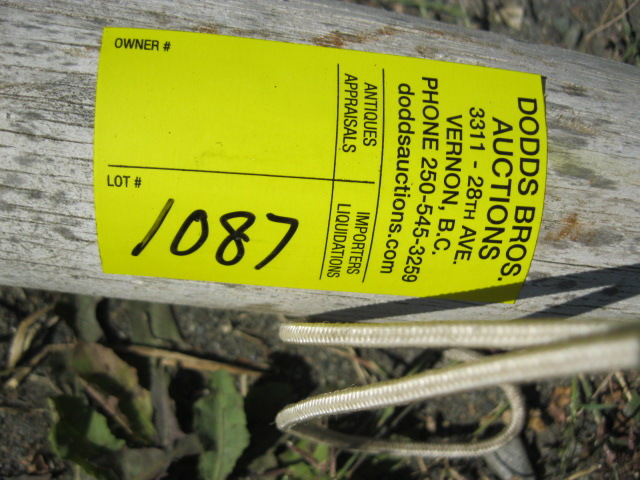 DODDS BROS.
AUCTIONS
3311 - 28TH AVE.
VERNON, B.C.
PHONE 250-545-3259
doddsauctions.com
ANTIQUES
APPRAISALS
IMPORTERS
LIQUIDATIONS
OWNER #
LOT #
1087